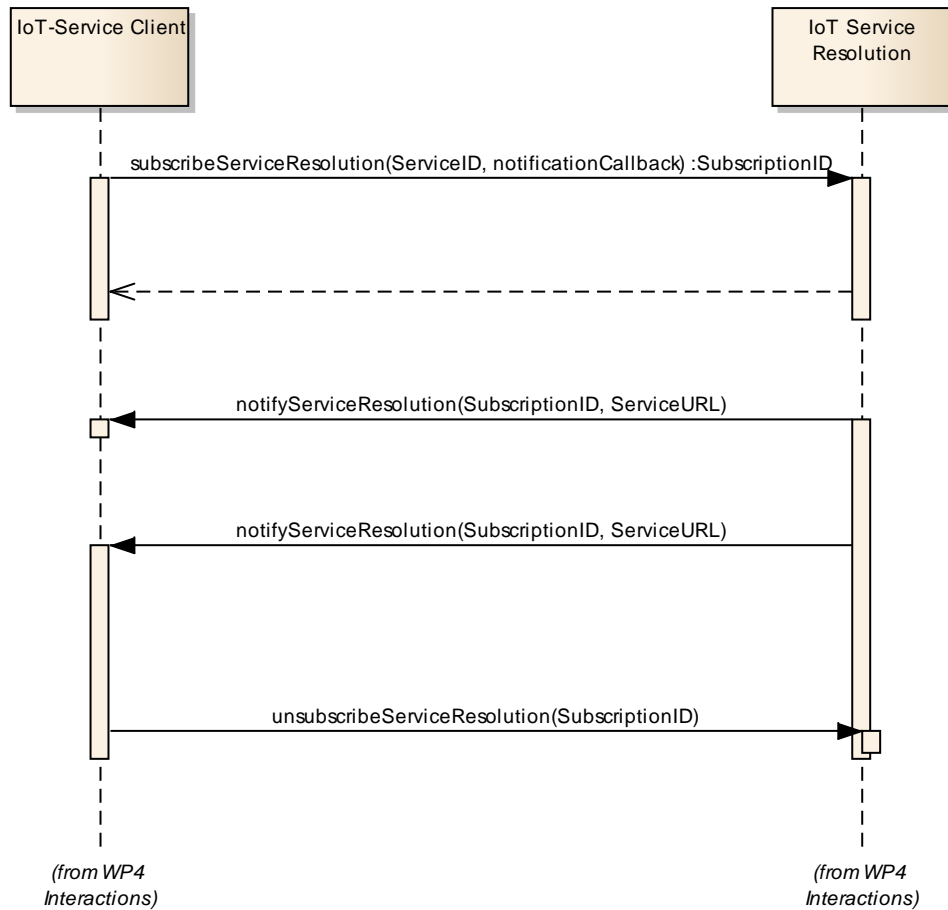 IoT-Service Client
IoT Service
Resolution
subscribeServiceResolution(ServiceID, notificationCallback) :SubscriptionID
notifyServiceResolution(SubscriptionID, ServiceURL)
notifyServiceResolution(SubscriptionID, ServiceURL)
unsubscribeServiceResolution(SubscriptionID)
(from WP4
Interactions)
(from WP4
Interactions)